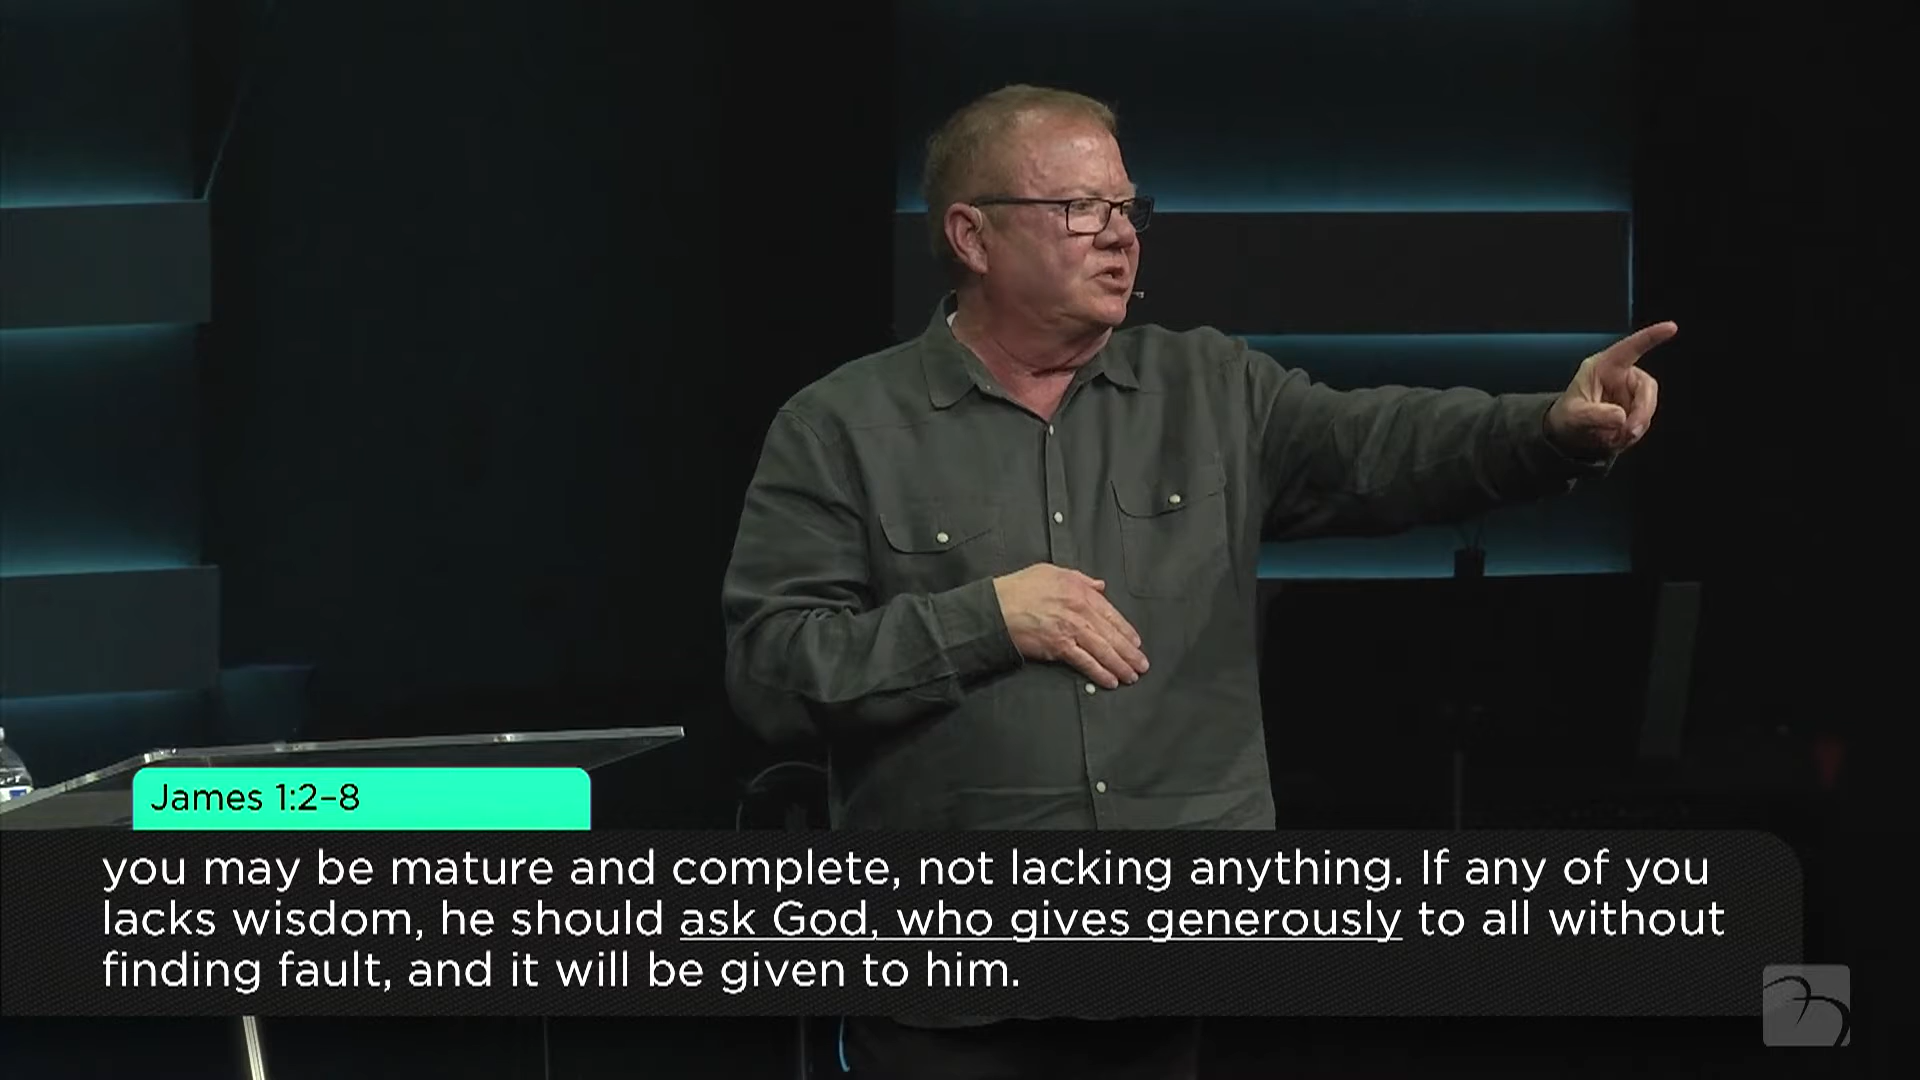 James 1:2–8
you may be mature and complete, not lacking anything. If any of you
lacks wisdom, he should ask God, who gives generously to all without
finding fault, and it will be given to him.